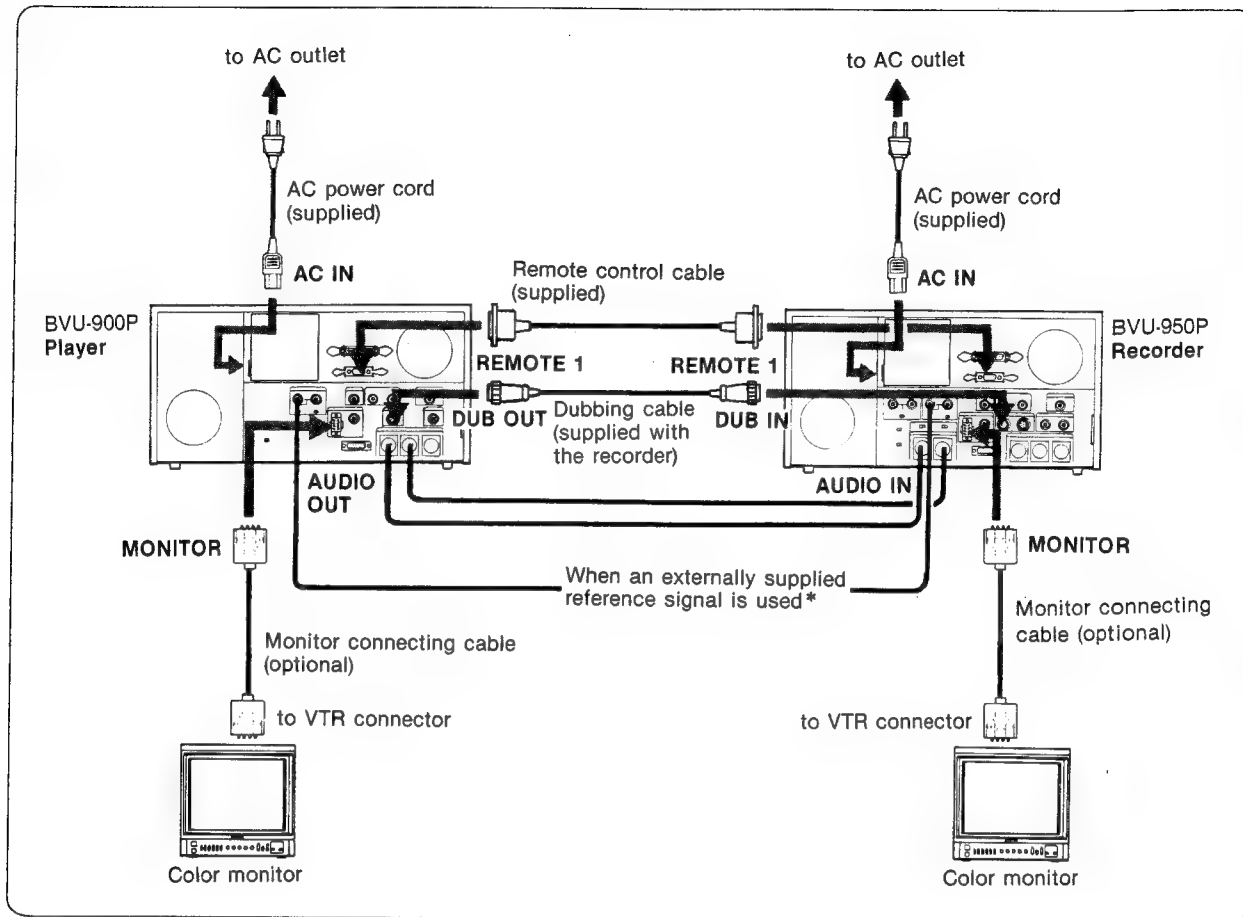 to AC outlet
to AC outlet
AC power cord
(supplied)
AC power cord
(supplied)
AC IN
Remote control cable
(supplied)
AC IN
BVU-900P
Player
BVU-950P
Recorder
REMOTE 1
REMOTE 1
DUB OUT
Dubbing cable
(supplied with
the recorder)
DUB IN
AUDIO
OUT
AUDIO IN
MONITOR
MONITOR
When an externally supplied
reference signal is used*
Monitor connecting cable
(optional)
Monitor connecting
cable (optional)
to VTR connector
to VTR connector
Color monitor
Color monitor